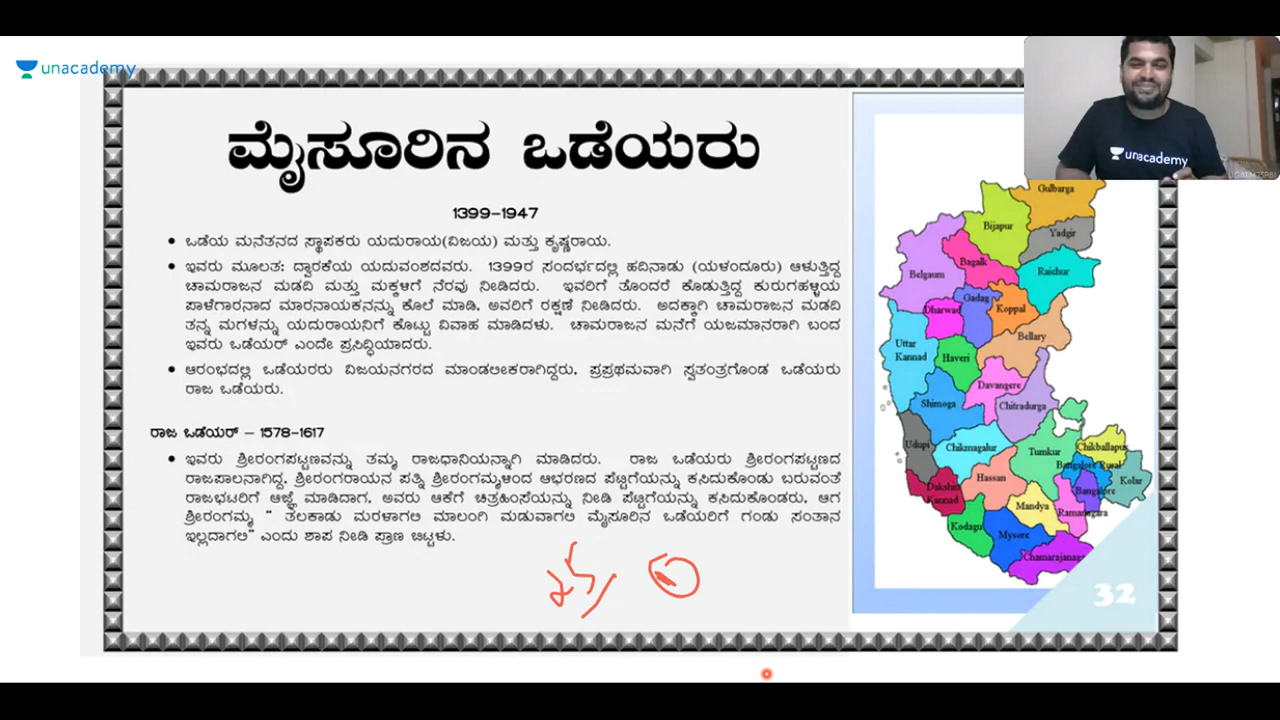 unacademy
unacademy
ಮೈಸೂರಿನ ಒಡೆಯರು
1399-1947
• ಒಡೆಯ ಮನೆತನದ ಸ್ಥಾಪಕರು ಯದುರಾಯ(ವಿಜಯ) ಮತ್ತು ಕೃಷ್ಣರಾಯ.
• ಇವರು ಮೂಲತಃ ದ್ವಾರಕೆಯ ಯದುವಂಶದವರು. 1399ರ ಸಂದರ್ಭದಲ್ಲಿ ಹದಿನಾಡು (ಯಳಂದೂರು) ಆಳುತ್ತಿದ್ದ
ಚಾಮರಾಜನ ಮಡದಿ ಮತ್ತು ಮಕ್ಕಳಿಗೆ ನೆರವು ನೀಡಿದರು. ಇವರಿಗೆ ತೊಂದರೆ ಕೊಡುತ್ತಿದ್ದ ಕುರುಗಹಳ್ಳಿಯ
ಪಾಳೆಗಾರನಾದ ಮಾರನಾಯಕನನ್ನು ಕೊಲೆ ಮಾಡಿ, ಅವರಿಗೆ ರಕ್ಷಣೆ ನೀಡಿದರು. ಅದಕ್ಕಾಗಿ ಚಾಮರಾಜನ ಮಡದಿ
ತನ್ನ ಮಗಳನ್ನು ಯದುರಾಯನಿಗೆ ಕೊಟ್ಟು ವಿವಾಹ ಮಾಡಿದಳು. ಚಾಮರಾಜನ ಮನೆಗೆ ಯಜಮಾನರಾಗಿ ಬಂದ
ಇವರು ಒಡೆಯರ್ ಎಂದೇ ಪ್ರಸಿದ್ಧಿಯಾದರು.
• ಆರಂಭದಲ್ಲಿ ಒಡೆಯರರು ವಿಜಯನಗರದ ಮಾಂಡಲೀಕರಾಗಿದ್ದರು, ಪ್ರಪ್ರಥಮವಾಗಿ ಸ್ವತಂತ್ರಗೊಂಡ ಒಡೆಯರು
ರಾಜ ಒಡೆಯರು.
ರಾಜ ಒಡೆಯರ್ – 1578-1617
• ಇವರು ಶ್ರೀರಂಗಪಟ್ಟಣವನ್ನು ತಮ್ಮ ರಾಜಧಾನಿಯನ್ನಾಗಿ ಮಾಡಿದರು. ರಾಜ ಒಡೆಯರು ಶ್ರೀರಂಗಪಟ್ಟಣದ
ರಾಜಪಾಲನಾಗಿದ್ದ, ಶ್ರೀರಂಗರಾಯನ ಪತ್ನಿ ಶ್ರೀರಂಗಮ್ಮಳಿಂದ ಆಭರಣದ ಪೆಟ್ಟಿಗೆಯನ್ನು ಕಸಿದುಕೊಂಡು ಬರುವಂತೆ
ರಾಜಭಟರಿಗೆ ಆಜ್ಞೆ ಮಾಡಿದಾಗ, ಅವರು ಆಕೆಗೆ ಚಿತ್ರಹಿಂಸೆಯನ್ನು ನೀಡಿ ಪೆಟ್ಟಿಗೆಯನ್ನು ಕಸಿದುಕೊಂಡರು, ಆಗ
ಶ್ರೀರಂಗಮ್ಮ " ತಲಕಾಡು ಮರಳಾಗಲಿ ಮಾಲಂಗಿ ಮಡುವಾಗಲಿ ಮೈಸೂರಿನ ಒಡೆಯರಿಗೆ ಗಂಡು ಸಂತಾನ
ಇಲ್ಲದಾಗಲಿ" ಎಂದು ಶಾಪ ನೀಡಿ ಪ್ರಾಣ ಬಿಟ್ಟಳು.
Gulbarga
Bijapur
Yadgir
Belgaum
Bagalk
Raichur
Gadag
Dharwad
Koppal
Bellary
Uttar
Kannad
Haveri
Davangere
Shimoga
Chitradurga
Udupi
Chikmagalur
Tumkur
Chikballapur
Bangalore Rural
Hassan
Kolar
Dakshin
Kannad
Bangalore
Mandya
Ramanagara
Kodagu
Mysore
Chamarajanaga
32